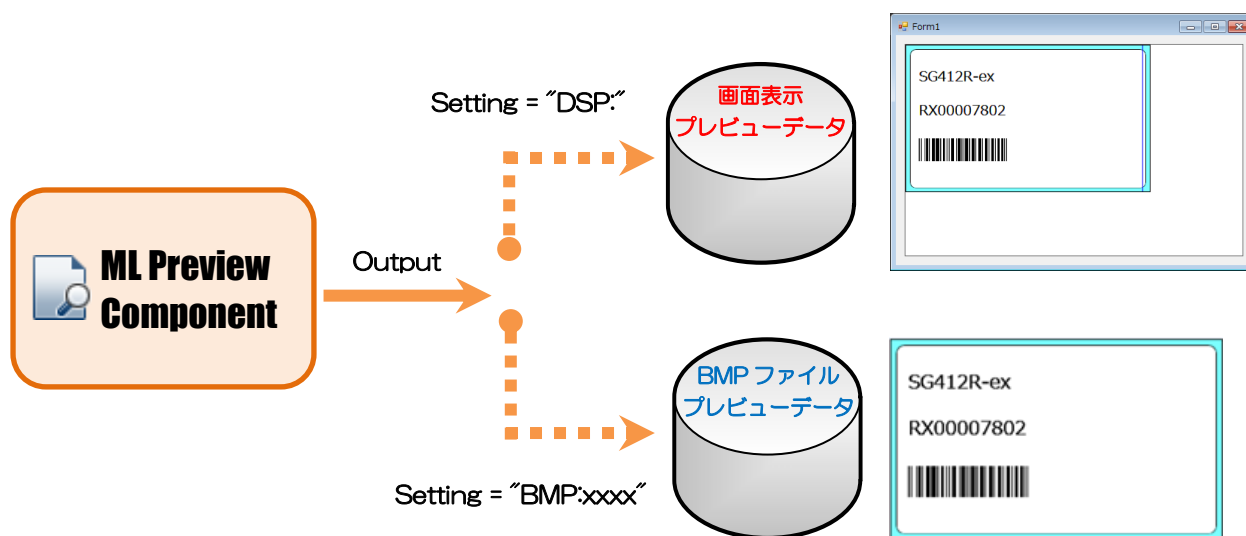 Form1
SG412R-ex
RX00007802
Setting = "DSP:"
画面表示
プレビューデータ
ML Preview
Component
Output
BMP ファイル
プレビューデータ
Setting = "BMP:xxxx"
SG412R-ex
RX00007802